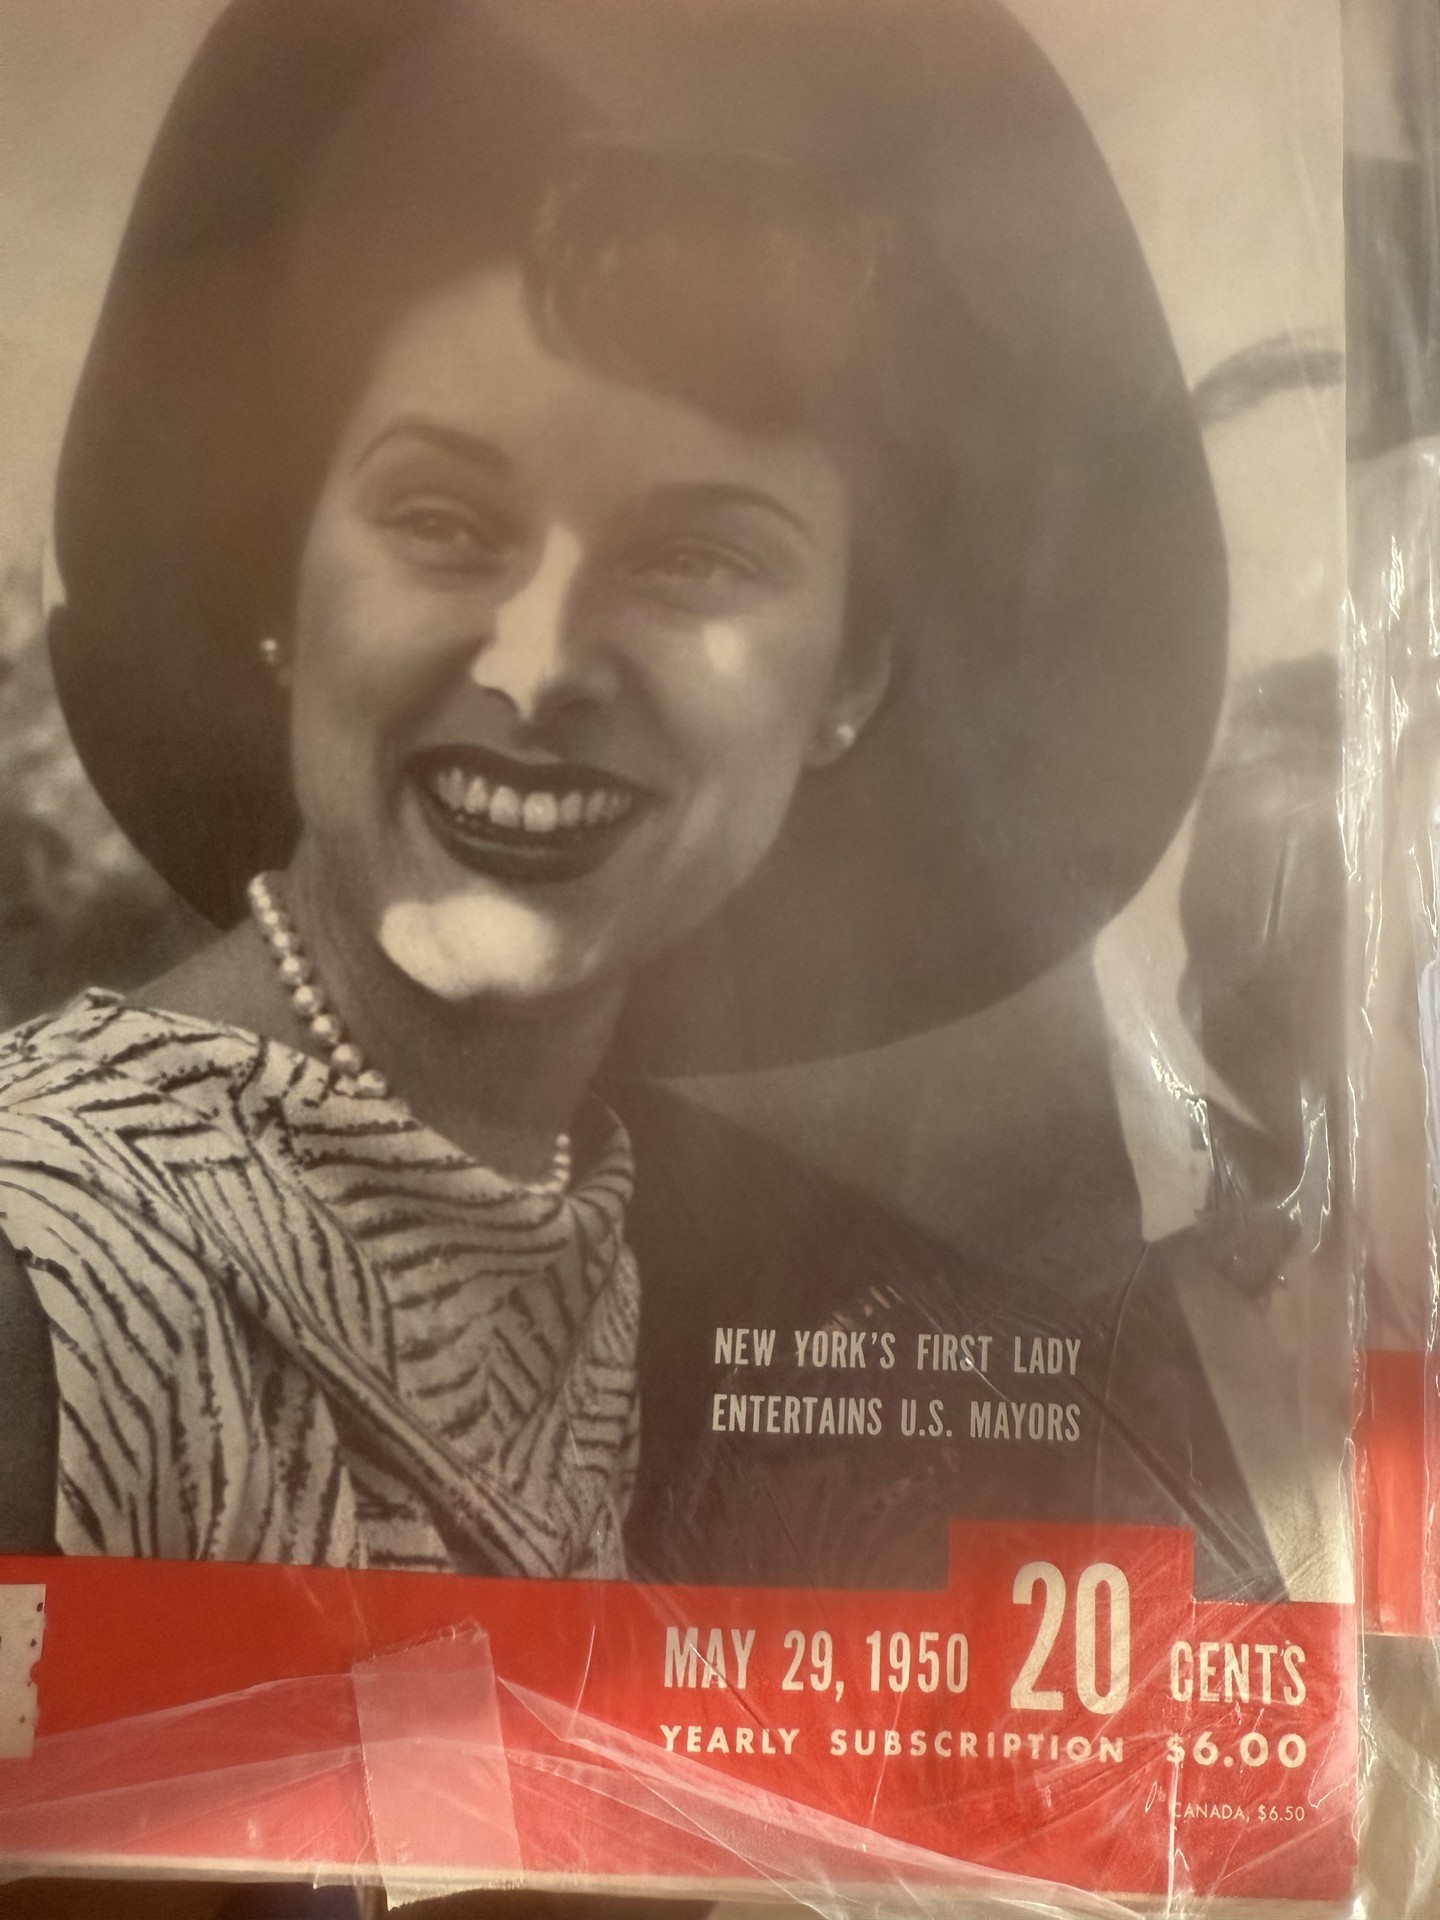 NEW YORK'S FIRST LADY
ENTERTAINS U.S. MAYORS
MAY 29, 1950 20 CENTS
YEARLY SUBSCRIPTION $6.00
CANADA, $6.50